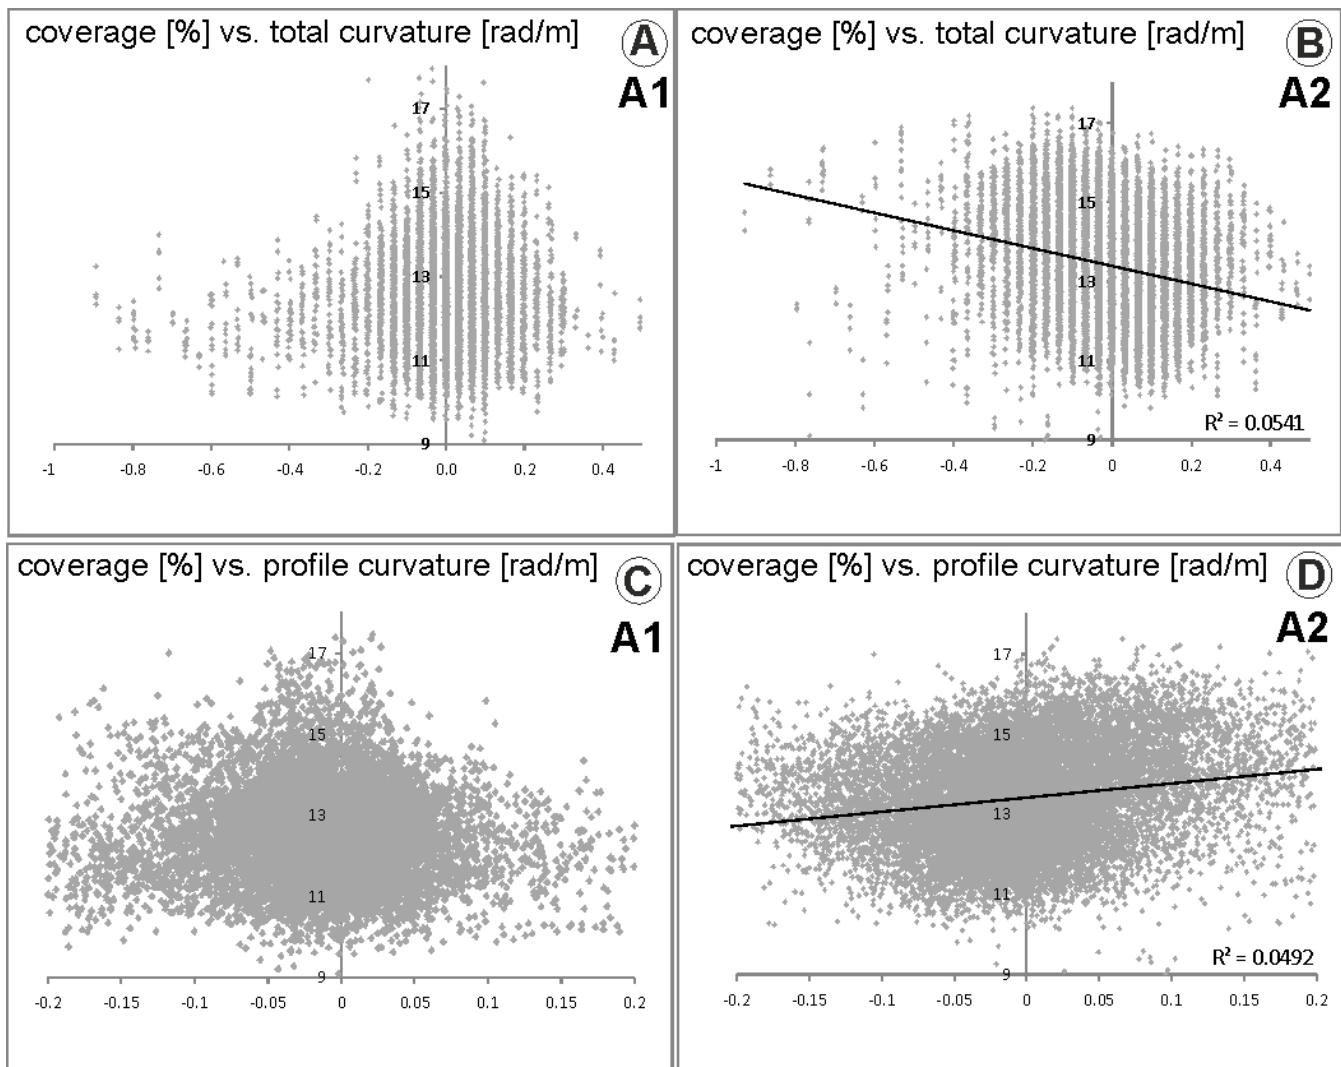 coverage [%] vs. total curvature [rad/m]
A
A1
17
15
13
11
9
-1 -0.8 -0.6 -0.4 -0.2 0.0 0.2 0.4
coverage [%] vs. total curvature [rad/m]
B
A2
17
15
13
11
9
R² = 0.0541
-1 -0.8 -0.6 -0.4 -0.2 0 0.2 0.4
coverage [%] vs. profile curvature [rad/m]
C
A1
17
15
13
11
9
-0.2 -0.15 -0.1 -0.05 0 0.05 0.1 0.15 0.2
coverage [%] vs. profile curvature [rad/m]
D
A2
17
15
13
11
9
R² = 0.0492
-0.2 -0.15 -0.1 -0.05 0 0.05 0.1 0.15 0.2